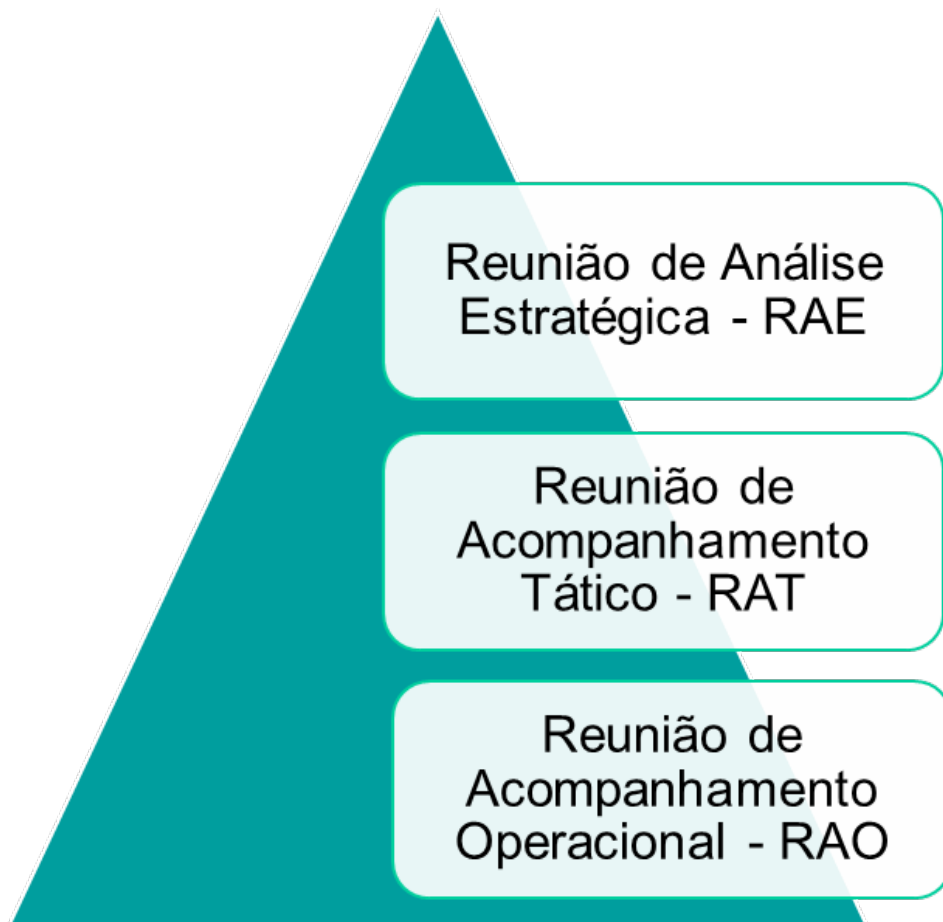 Reunião de Análise
Estratégica - RAE
Reunião de
Acompanhamento
Tático - RAT
Reunião de
Acompanhamento
Operacional - RAO